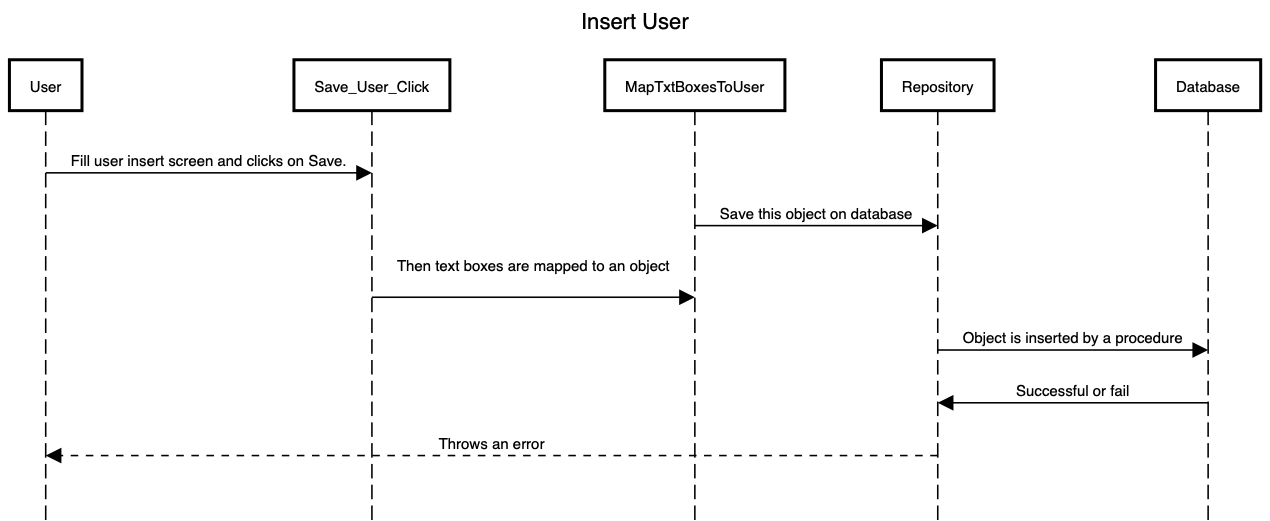 Insert User
User
Save_User_Click
MapTxtBoxesToUser
Repository
Database
Fill user insert screen and clicks on Save.
Save this object on database
Then text boxes are mapped to an object
Object is inserted by a procedure
Successful or fail
Throws an error